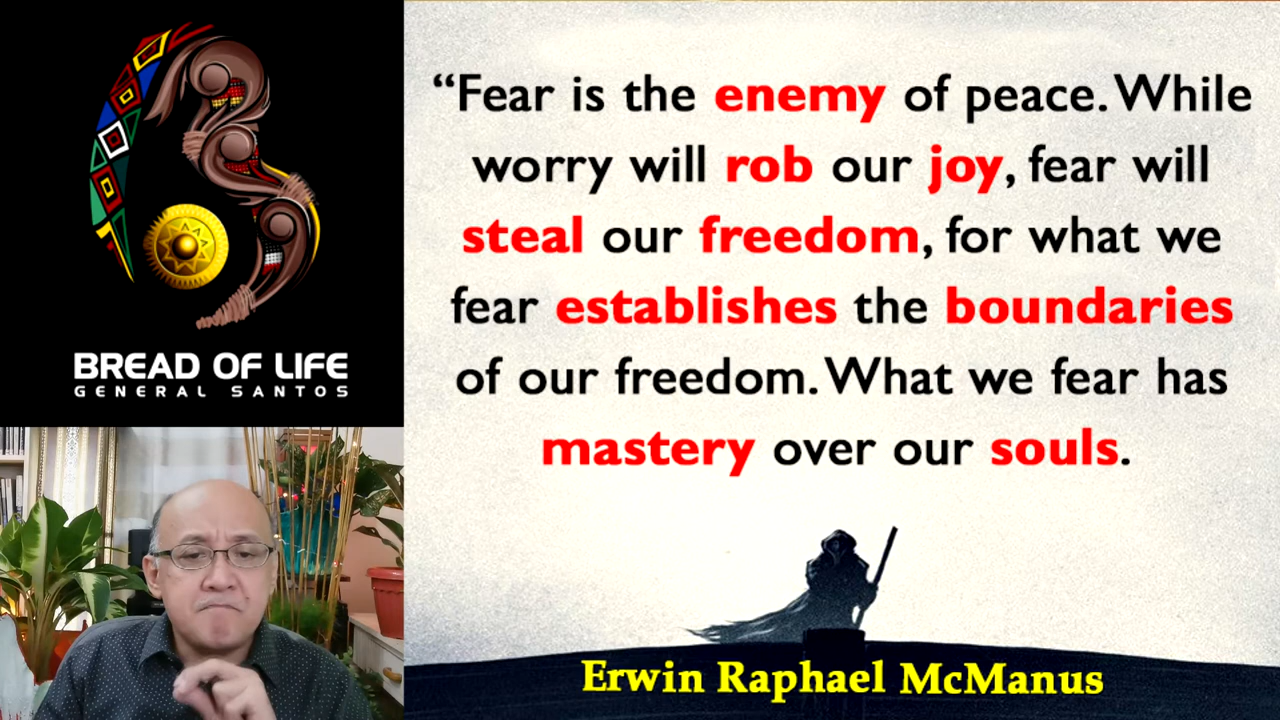 BREAD OF LIFE
GENERAL SANTOS
“Fear is the enemy of peace. While
worry will rob our joy, fear will
steal our freedom, for what we
fear establishes the boundaries
of our freedom. What we fear has
mastery over our souls.
Erwin Raphael McManus